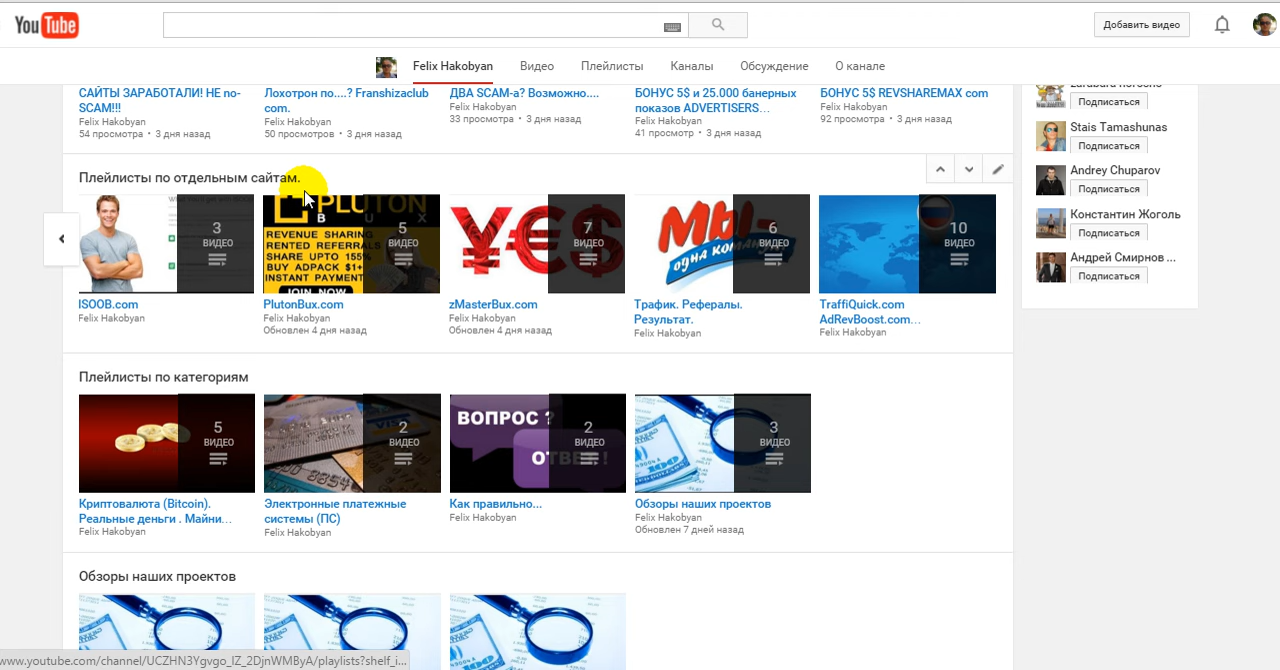 YouTube
Добавить видео
Felix Hakobyan
Видео
Плейлисты
Каналы
Обсуждение
О канале
САЙТЫ ЗАРАБОТАЛИ! НЕ no-
SCAM!!!
Felix Hakobyan
54 просмотра • 3 дня назад
Лохотрон по....? Franshizaclub
com.
Felix Hakobyan
50 просмотров • 3 дня назад
ДВА SCAM-а? Возможно....
Felix Hakobyan
33 просмотра • 3 дня назад
БОНУС 5$ и 25.000 банерных
показов ADVERTISERS...
Felix Hakobyan
41 просмотр • 3 дня назад
БОНУС 5$ REVSHAREMAX com
Felix Hakobyan
92 просмотра • 3 дня назад
Подписаться
Stais Tamashunas
Подписаться
Andrey Chuparov
Подписаться
Константин Жоголь
Подписаться
Андрей Смирнов ...
Подписаться
Плейлисты по отдельным сайтам.
3
ВИДЕО
ISOOB.com
Felix Hakobyan
PLUTON
BUX
REVENUE SHARING
RENTED REFERRALS
SHARE UPTO 155%
BUY ADPACK $1+
INSTANT PAYMENT
JOIN NOW
5
ВИДЕО
PlutonBux.com
Felix Hakobyan
Обновлен 4 дня назад
¥€$
7
ВИДЕО
zMasterBux.com
Felix Hakobyan
Обновлен 4 дня назад
Мы-
одна команда
6
ВИДЕО
Трафик. Рефералы.
Результат.
Felix Hakobyan
10
ВИДЕО
TraffiQuick.com
AdRevBoost.com...
Felix Hakobyan
Плейлисты по категориям
5
ВИДЕО
Криптовалюта (Bitcoin).
Реальные деньги . Майни...
Felix Hakobyan
2
ВИДЕО
Электронные платежные
системы (ПС)
Felix Hakobyan
ВОПРОС ?
ОТВЕТ !
2
ВИДЕО
Как правильно...
Felix Hakobyan
3
ВИДЕО
Обзоры наших проектов
Felix Hakobyan
Обновлен 7 дней назад
Обзоры наших проектов